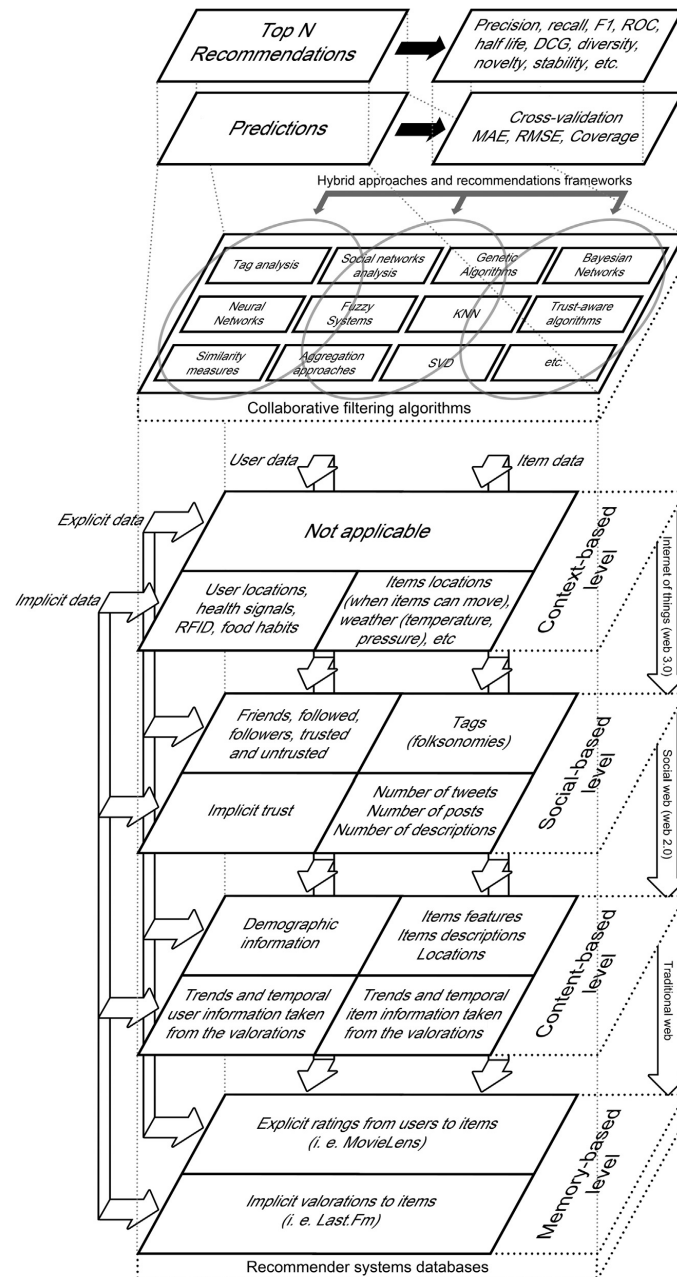 Top N
Recommendations
Precision, recall, F1, ROC,
half life, DCG, diversity,
novelty, stability, etc.
Predictions
Cross-validation
MAE, RMSE, Coverage
Hybrid approaches and recommendations frameworks
Tag analysis
Social networks
analysis
Genetic
Algorithms
Bayesian
Networks
Neural
Networks
Fuzzy
Systems
KNN
Trust-aware
algorithms
Similarity
measures
Aggregation
approaches
SVD
etc.
Collaborative filtering algorithms
User data
Item data
Explicit data
Implicit data
Not applicable
User locations,
health signals,
RFID, food habits
Items locations
(when items can move),
weather (temperature,
pressure), etc
Context-based
level
Internet of things (web 3.0)
Friends, followed,
followers, trusted
and untrusted
Tags
(folksonomies)
Implicit trust
Number of tweets
Number of posts
Number of descriptions
Social-based
level
Social web (web 2.0)
Demographic
information
Items features
Items descriptions
Locations
Trends and temporal
user information taken
from the valorations
Trends and temporal
item information taken
from the valorations
Content-based
level
Traditional web
Explicit ratings from users to items
(i. e. MovieLens)
Implicit valorations to items
(i. e. Last.Fm)
Memory-based
level
Recommender systems databases